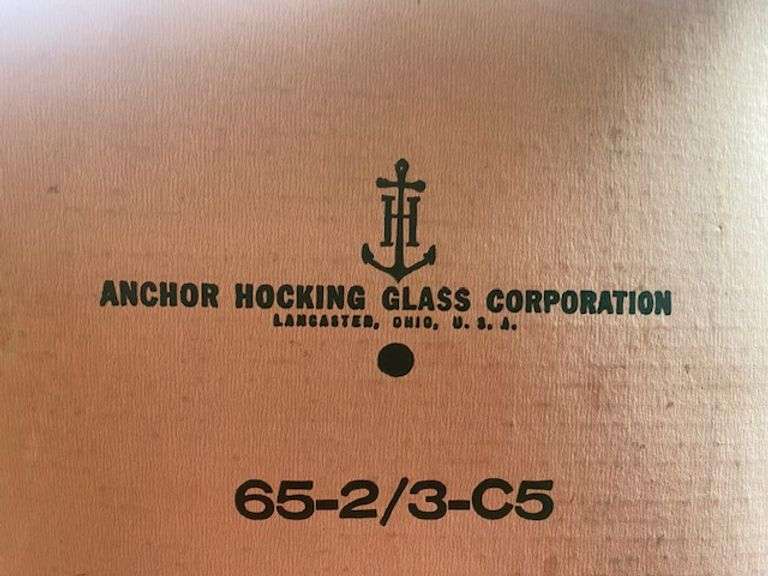 H
ANCHOR HOCKING GLASS CORPORATION
LANCASTER, OHIO, U. S. A.
65-2/3-C5